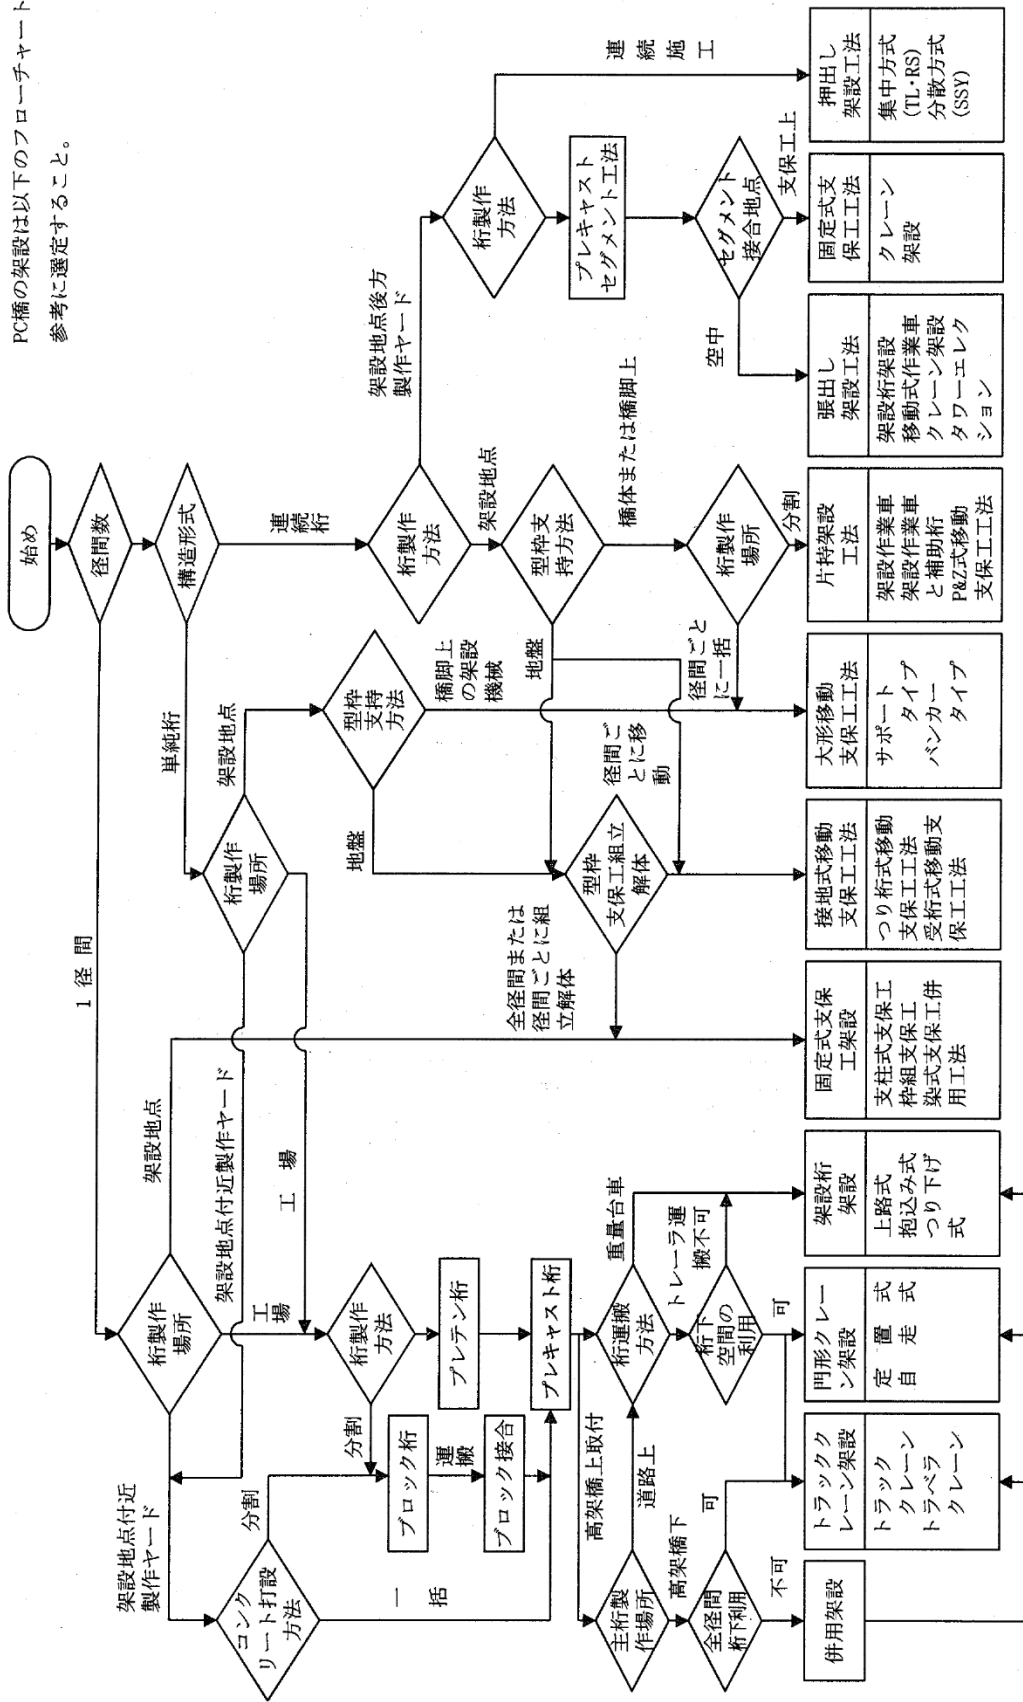 PC橋の架設は以下のフローチャート
参考に選定すること。
始め
径間数
1径間
構造形式
単純桁
連続
桁
桁製作
場所
架設地点付近
製作ヤード
架設地点
工
場
コンク
リート打設
方法
分割
一
括
桁製作
方法
分割
プレテン桁
ブロック桁
運
搬
ブロック接合
プレキャスト桁
桁製作
場所
架設地点付近製作ヤード
工場
架設地点
型枠
支持方法
地盤
橋脚上
の架設
機械
桁製作
方法
架設地点
架設地点後方
製作ヤード
型枠支
持方法
地盤
橋体または橋脚上
桁製作
場所
径間ごと
に一括
分割
型枠
支保工組立
解体
全径間または
径間ごとに組
立解体
径間ご
とに移
動
桁製作
方法
連続施工
プレキャスト
セグメント工法
セグメント
接合地点
空中
支保工上
高架橋上取付
主桁製
作場所
道路上
高架橋下
全径間
桁下利用
可
不可
桁運搬
方法
重量台車
トレーラ運
搬不可
桁下
空間の
利用
可
併用架設
トラックク
レーン架設
トラック
クレーン
トラベラ
クレーン
門形クレー
ン架設
定置式
自走式
架設桁
架設
上路式
抱込み式
つり下げ
式
固定式支保
工架設
支柱式支保工
枠組支保工
染式支保工併
用工法
接地式移動
支保工工法
つり桁式移動
支保工工法
受桁式移動支
保工工法
大形移動
支保工工法
サポート
タイプ
バンカー
タイプ
片持架設
工法
架設作業車
架設作業車
と補助桁
P&Z式移動
支保工工法
張出し
架設工法
架設桁架設
移動式作業車
クレーン架設
タワーエレク
ション
固定式支
保工工法
クレーン
架設
押出し
架設工法
集中方式
(TL・RS)
分散方式
(SSY)